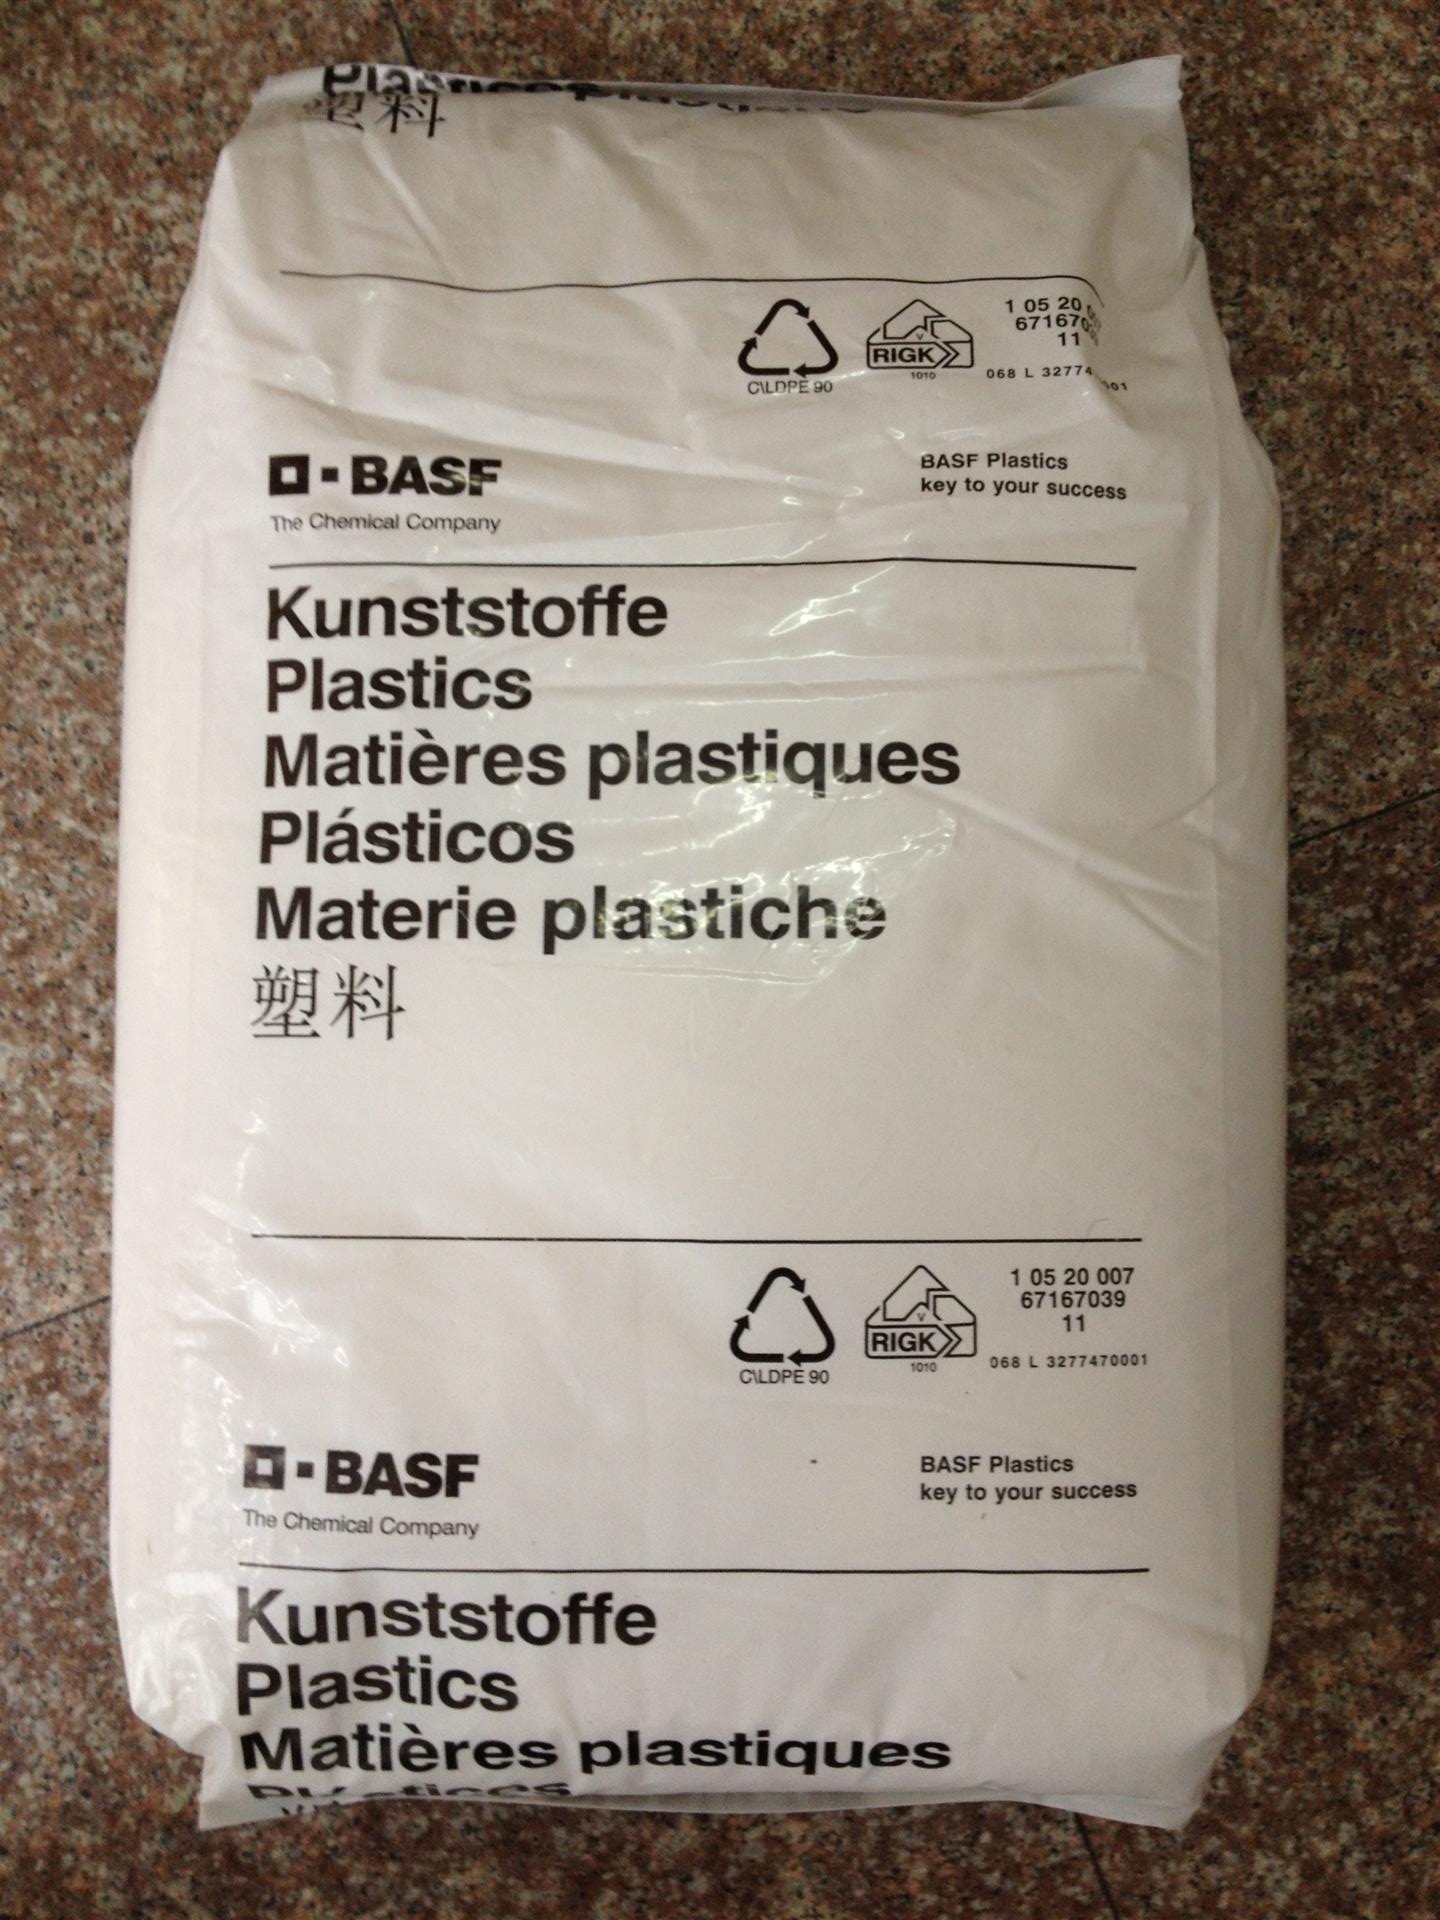 塑料
1 05 20
67167
11
C\LDPE 90
RIGK
1010
068 L 32774
BASF
The Chemical Company
BASF Plastics
key to your success
Kunststoffe
Plastics
Matières plastiques
Plásticos
Materie plastiche
塑料
1 05 20 007
67167039
11
C\LDPE 90
RIGK
1010
068 L 3277470001
BASF
The Chemical Company
BASF Plastics
key to your success
Kunststoffe
Plastics
Matières plastiques